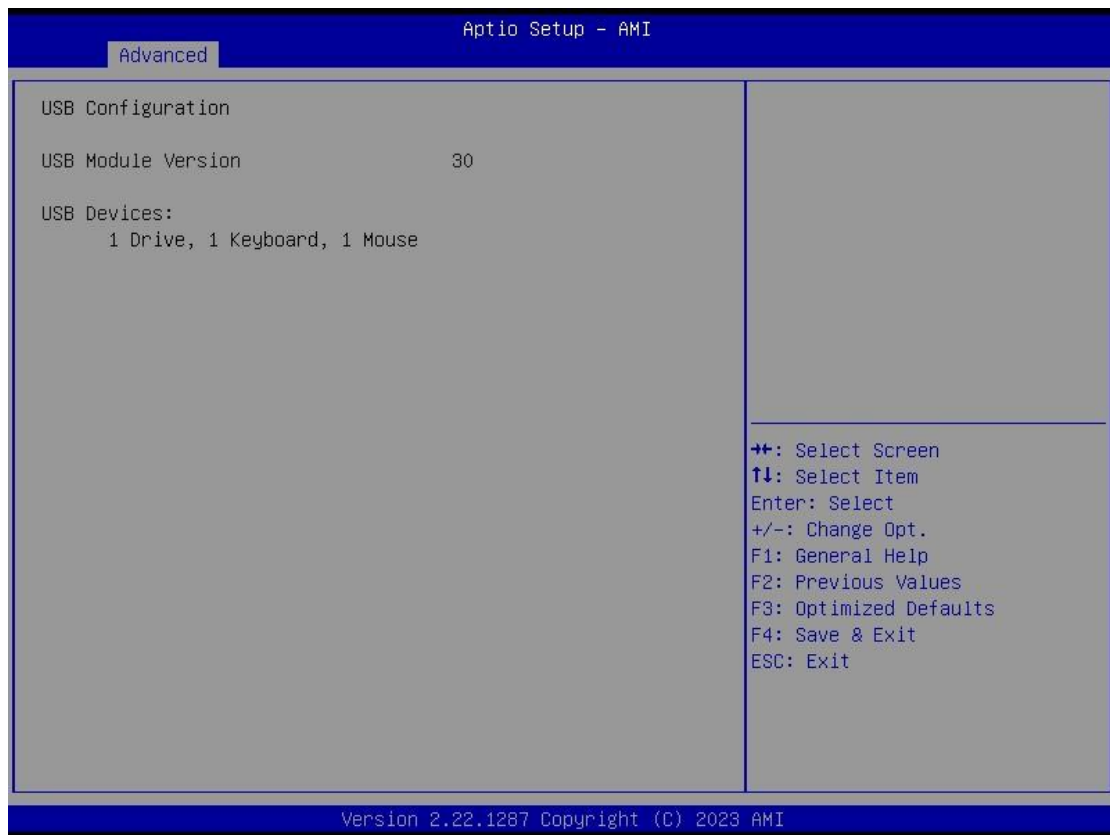 Aptio Setup – AMI
Advanced
USB Configuration
USB Module Version 30
USB Devices:
1 Drive, 1 Keyboard, 1 Mouse
→←: Select Screen
↑↓: Select Item
Enter: Select
+/-: Change Opt.
F1: General Help
F2: Previous Values
F3: Optimized Defaults
F4: Save & Exit
ESC: Exit
Version 2.22.1287 Copyright (C) 2023 AMI